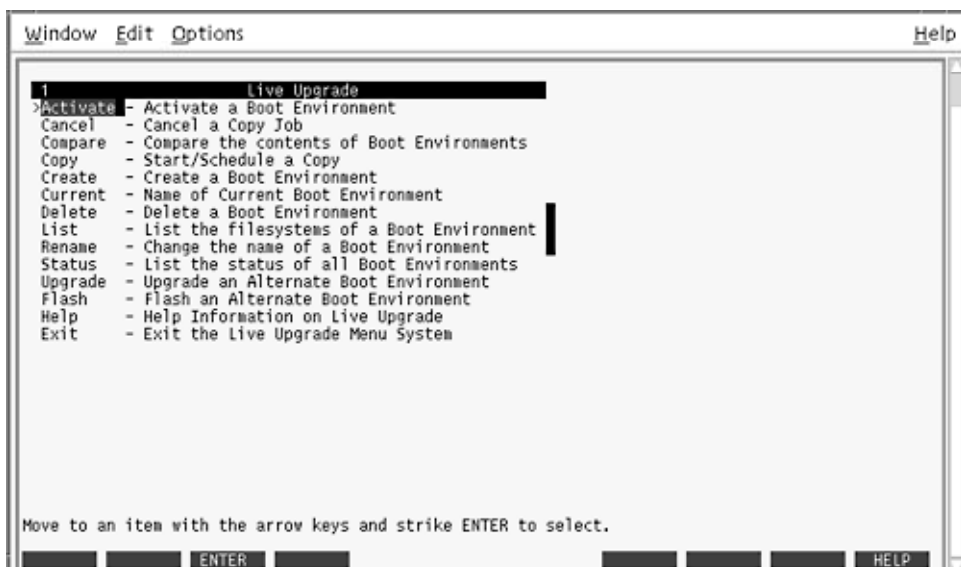 Window Edit Options Help
1 Live Upgrade
>Activate - Activate a Boot Environment
Cancel - Cancel a Copy Job
Compare - Compare the contents of Boot Environments
Copy - Start/Schedule a Copy
Create - Create a Boot Environment
Current - Name of Current Boot Environment
Delete - Delete a Boot Environment
List - List the filesystems of a Boot Environment
Rename - Change the name of a Boot Environment
Status - List the status of all Boot Environments
Upgrade - Upgrade an Alternate Boot Environment
Flash - Flash an Alternate Boot Environment
Help - Help Information on Live Upgrade
Exit - Exit the Live Upgrade Menu System
Move to an item with the arrow keys and strike ENTER to select.
ENTER HELP